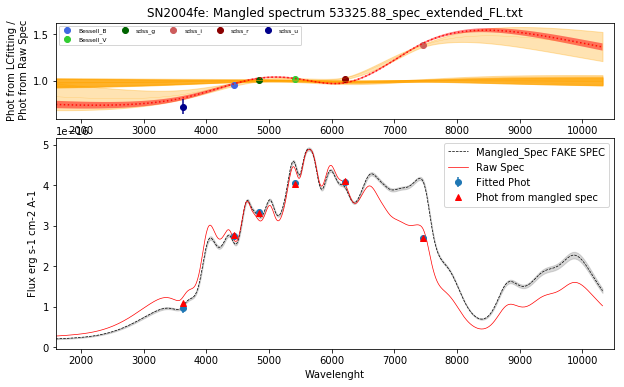 SN2004fe: Mangled spectrum 53325.88_spec_extended_FL.txt
Phot from LCfitting /
Phot from Raw Spec
1.5
1.0
Bessell_B
Bessell_V
sdss_g
sdss_i
sdss_r
sdss_u
2000 3000 4000 5000 6000 7000 8000 9000 10000
Flux erg s-1 cm-2 A-1
5
4
3
2
1
0
Mangled_Spec FAKE SPEC
Raw Spec
Fitted Phot
Phot from mangled spec
2000 3000 4000 5000 6000 7000 8000 9000 10000
Wavelenght